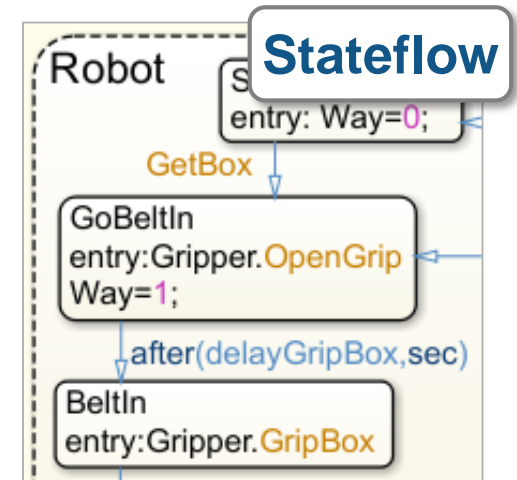 Stateflow
Robot
S
entry: Way=0;
GetBox
GoBeltIn
entry:Gripper.OpenGrip
Way=1;
after(delayGripBox,sec)
BeltIn
entry:Gripper.GripBox